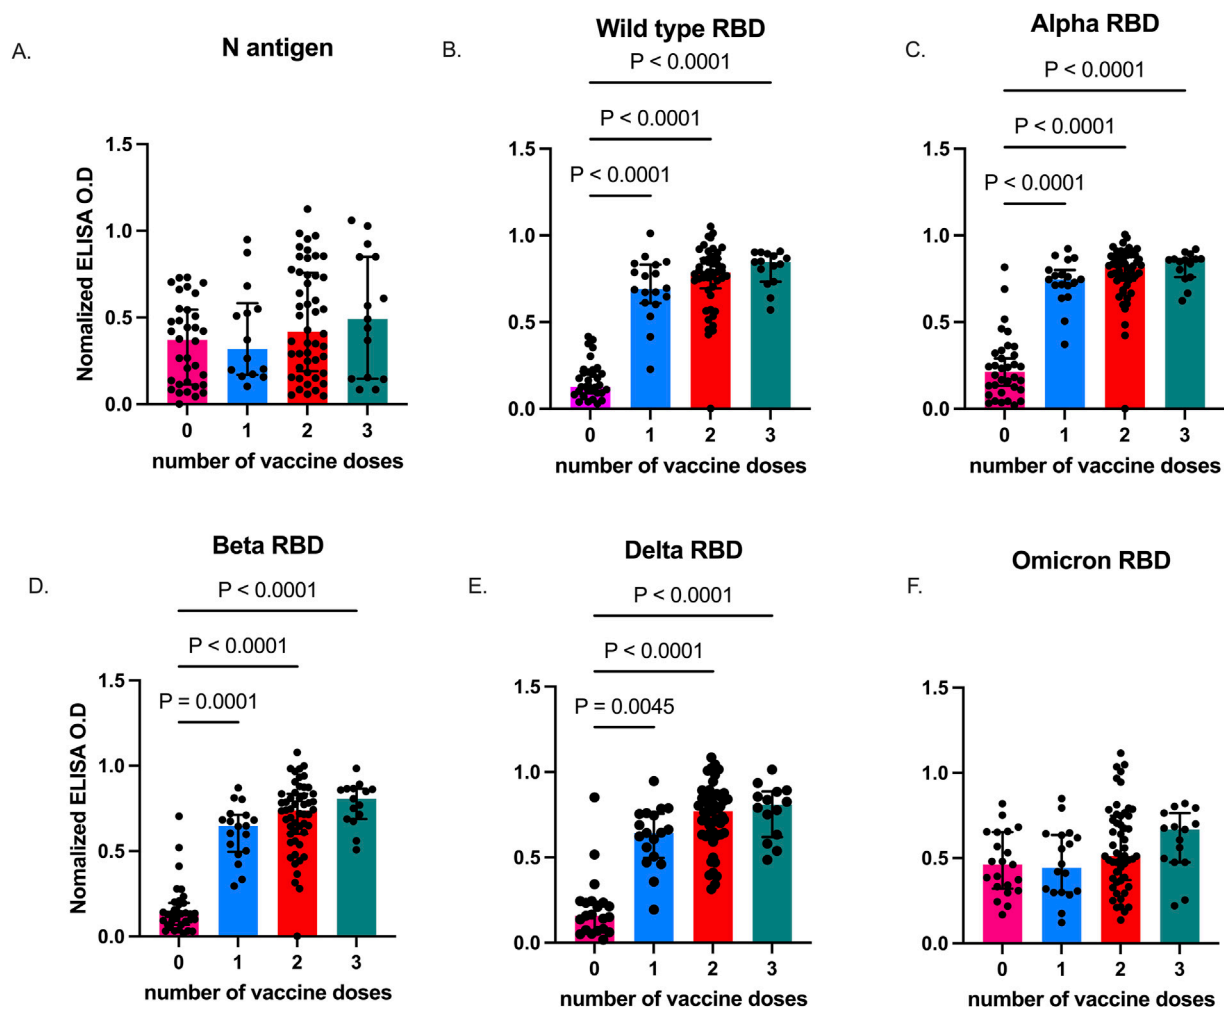 A.
N antigen
Nomalized ELISA O.D
1.5
1.0
0.5
0.0
0 1 2 3
number of vaccine doses
B.
Wild type RBD
P < 0.0001
P < 0.0001
P < 0.0001
1.5
1.0
0.5
0.0
0 1 2 3
number of vaccine doses
C.
Alpha RBD
P < 0.0001
P < 0.0001
P < 0.0001
1.5
1.0
0.5
0.0
0 1 2 3
number of vaccine doses
D.
Beta RBD
P < 0.0001
P < 0.0001
P = 0.0001
Nomalized ELISA O.D
1.5
1.0
0.5
0.0
0 1 2 3
number of vaccine doses
E.
Delta RBD
P < 0.0001
P < 0.0001
P = 0.0045
1.5
1.0
0.5
0.0
0 1 2 3
number of vaccine doses
F.
Omicron RBD
1.5
1.0
0.5
0.0
0 1 2 3
number of vaccine doses